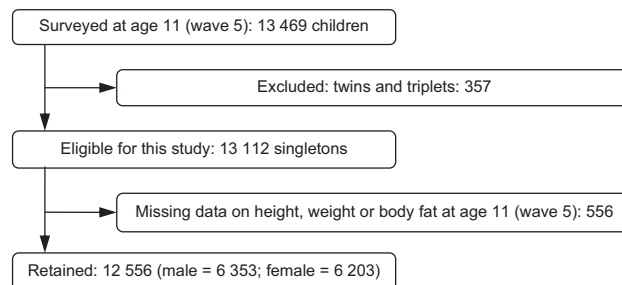 Surveyed at age 11 (wave 5): 13 469 children
Excluded: twins and triplets: 357
Eligible for this study: 13 112 singletons
Missing data on height, weight or body fat at age 11 (wave 5): 556
Retained: 12 556 (male = 6 353; female = 6 203)